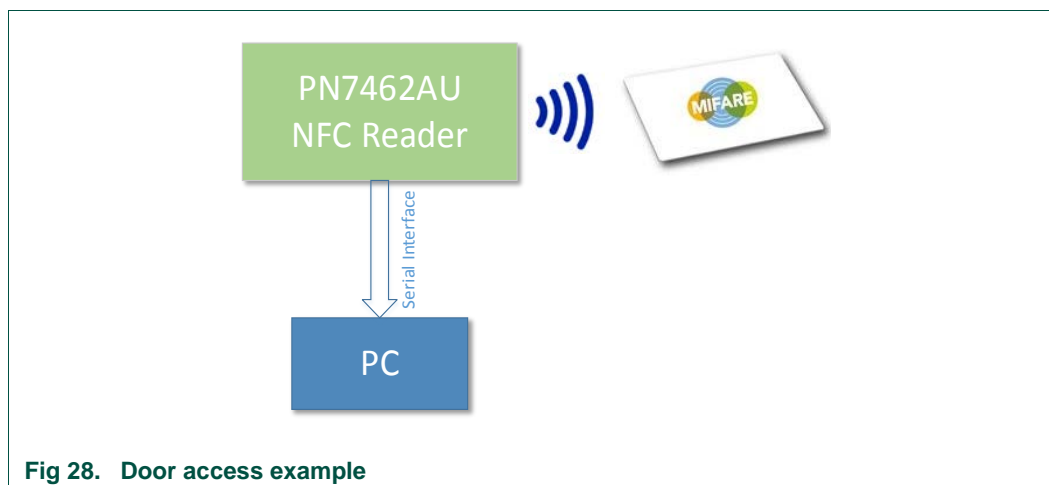 PN7462AU
NFC Reader
MIFARE
Serial Interface
PC
Fig 28. Door access example